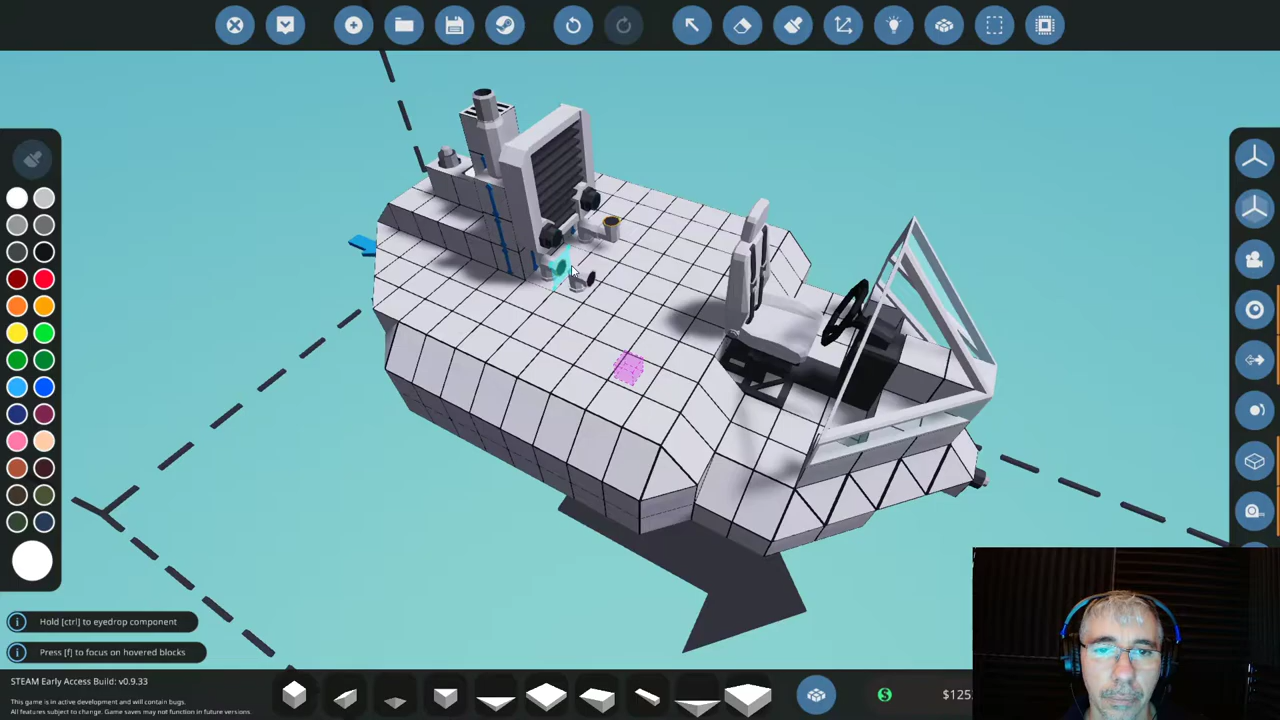 Hold [ctrl] to eyedrop component
Press [f] to focus on hovered blocks
STEAM Early Access Build: v0.9.33
This game is in active development and will contain bugs.
All features subject to change. Game saves may not function in future versions.
$125